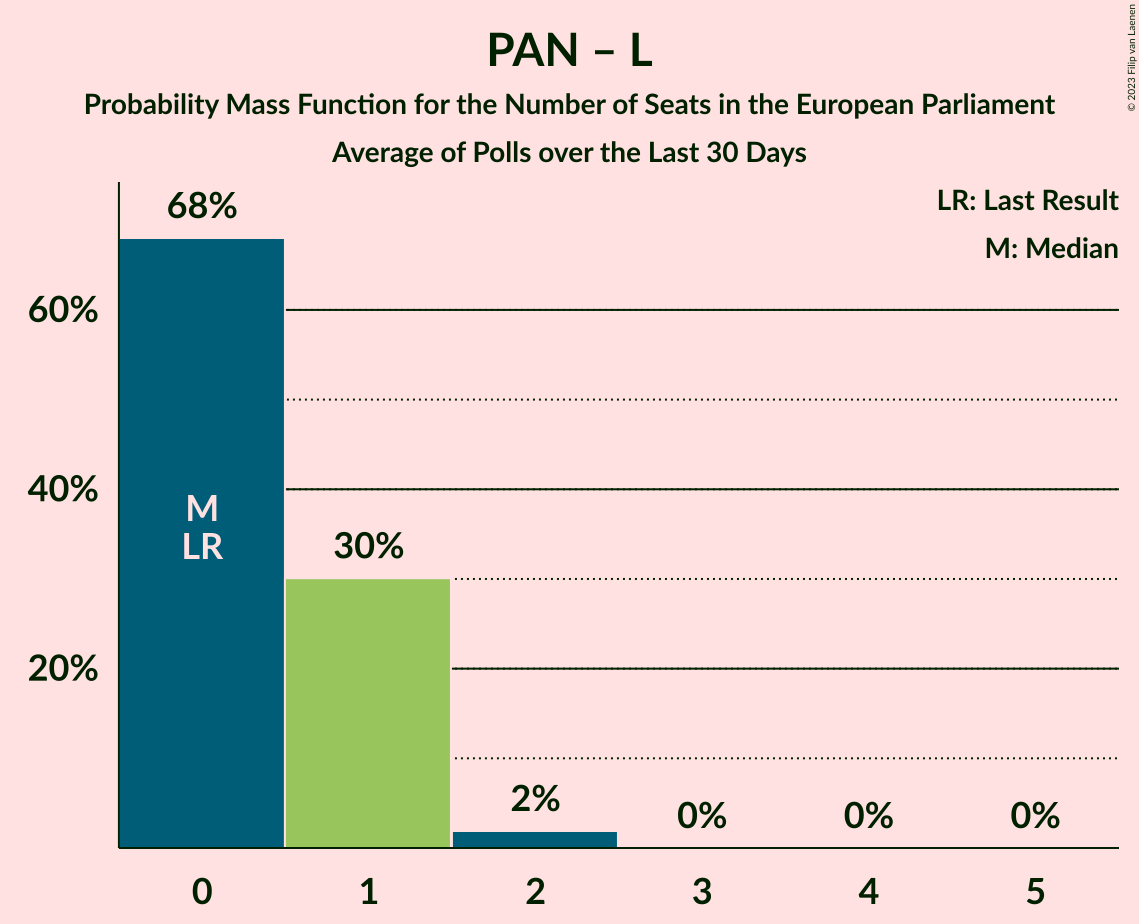 PAN – L
Probability Mass Function for the Number of Seats in the European Parliament
Average of Polls over the Last 30 Days
© 2023 Filip van Laenen
LR: Last Result
M: Median
68%
60%
40%
M
LR
30%
20%
2%
0%
0%
0%
0 1 2 3 4 5